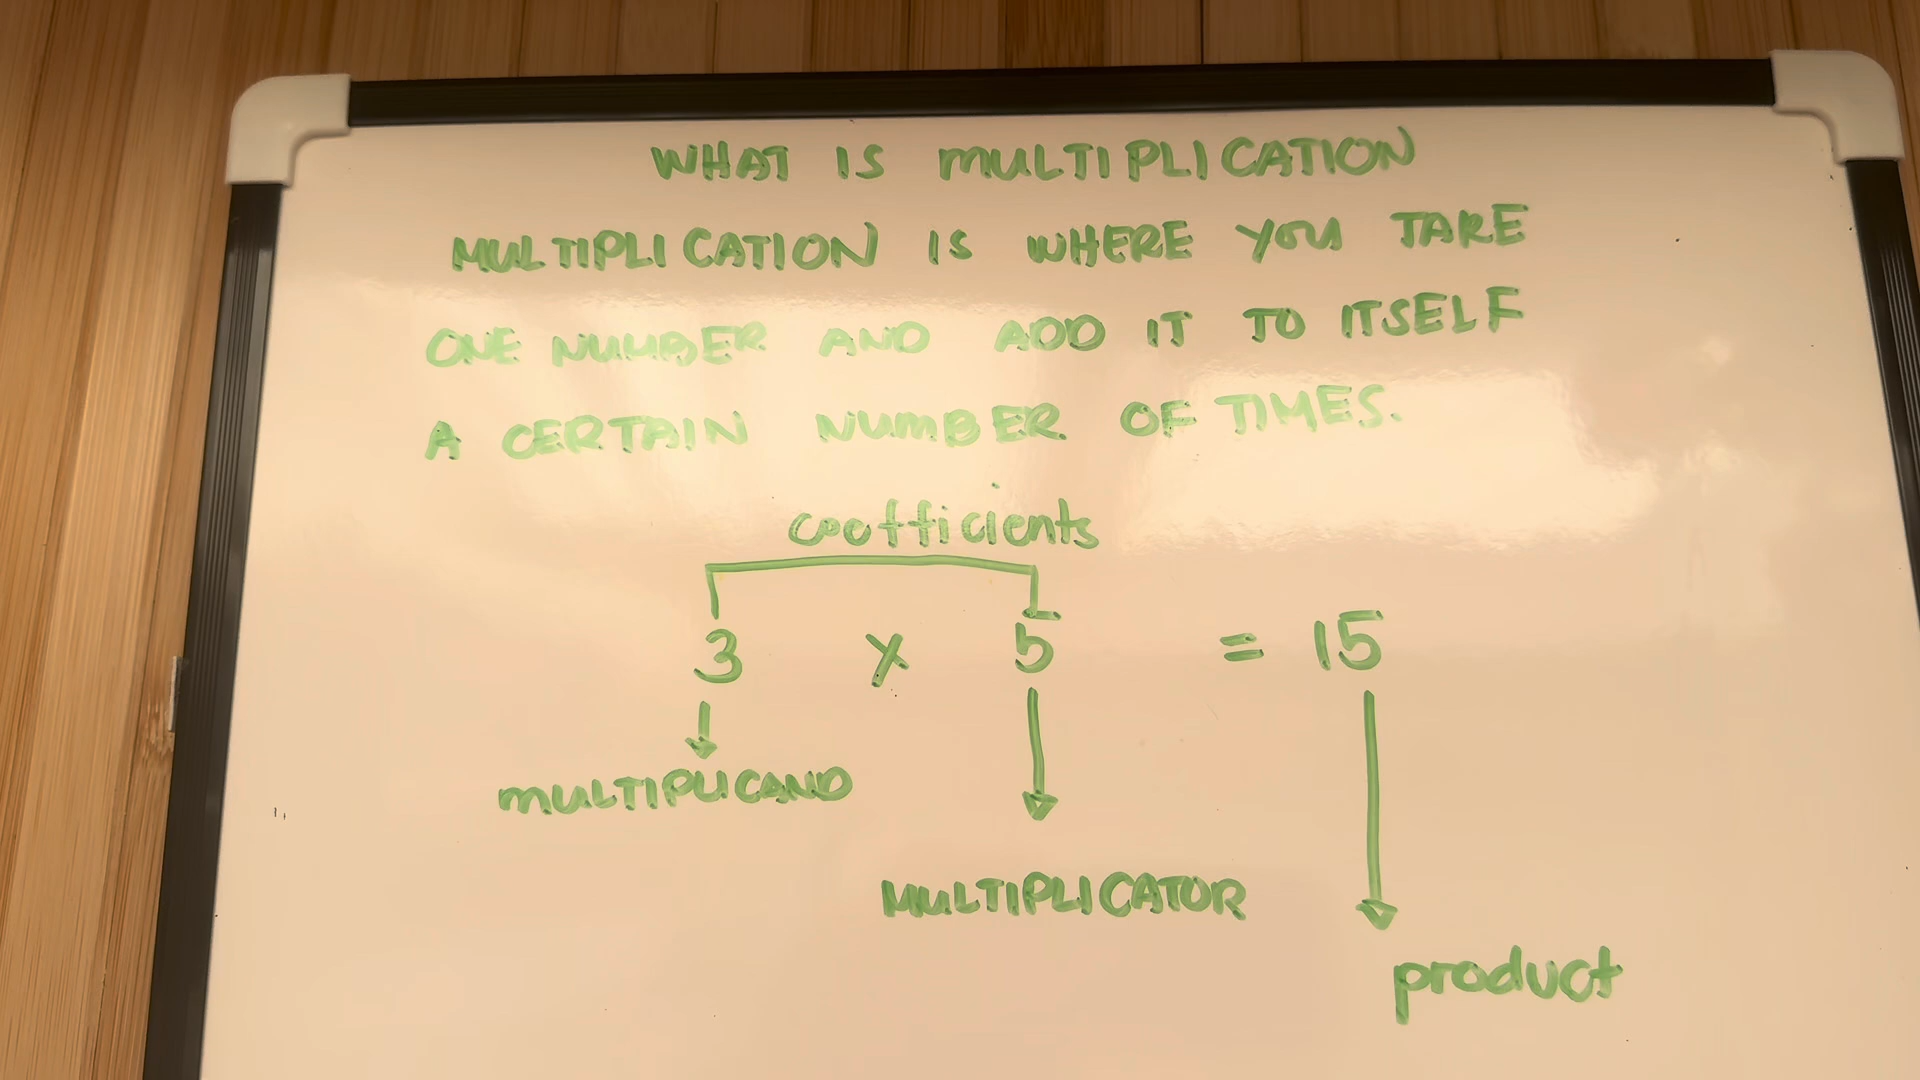 WHAT IS MULTIPLICATION
MULTIPLICATION IS WHERE YOU TAKE
ONE NUMBER AND ADD IT TO ITSELF
A CERTAIN NUMBER OF TIMES.
coefficients
3 x 5 = 15
MULTIPLICAND
MULTIPLICATOR
product